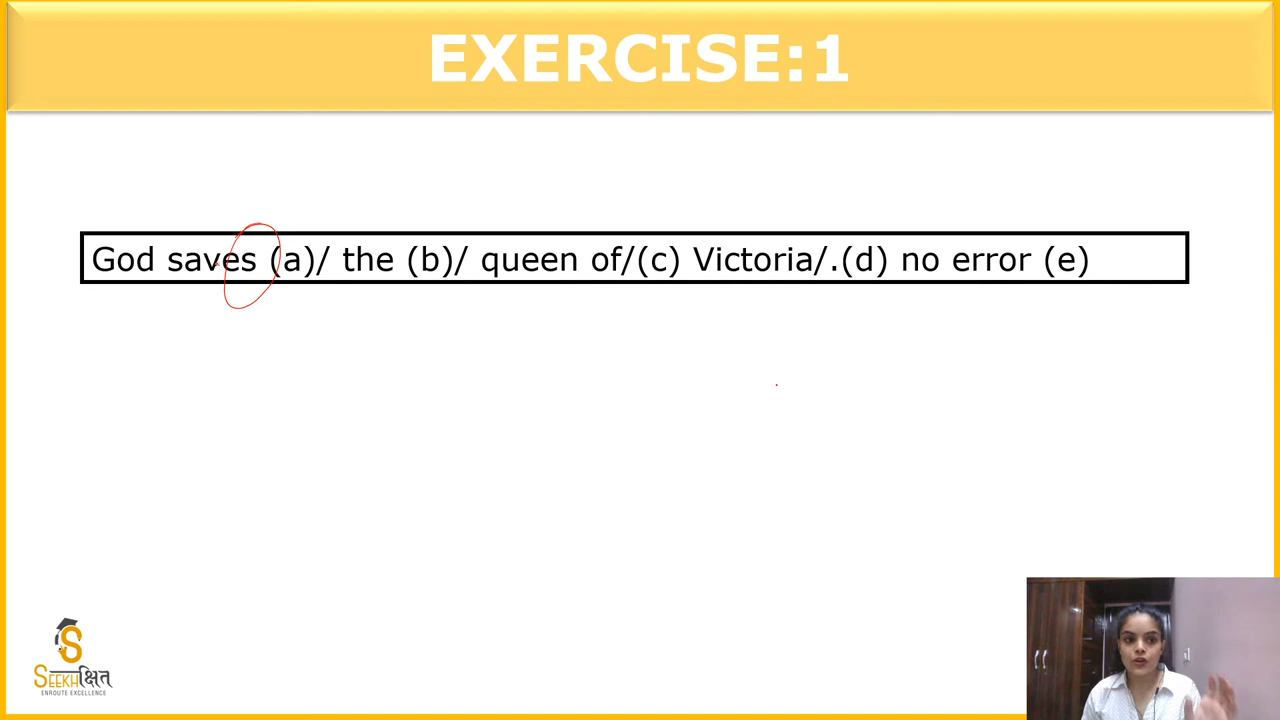 EXERCISE:1
God saves (a)/ the (b)/ queen of/(c) Victoria/.(d) no error (e)
SEEKHक्षित
ENROUTE EXCELLENCE